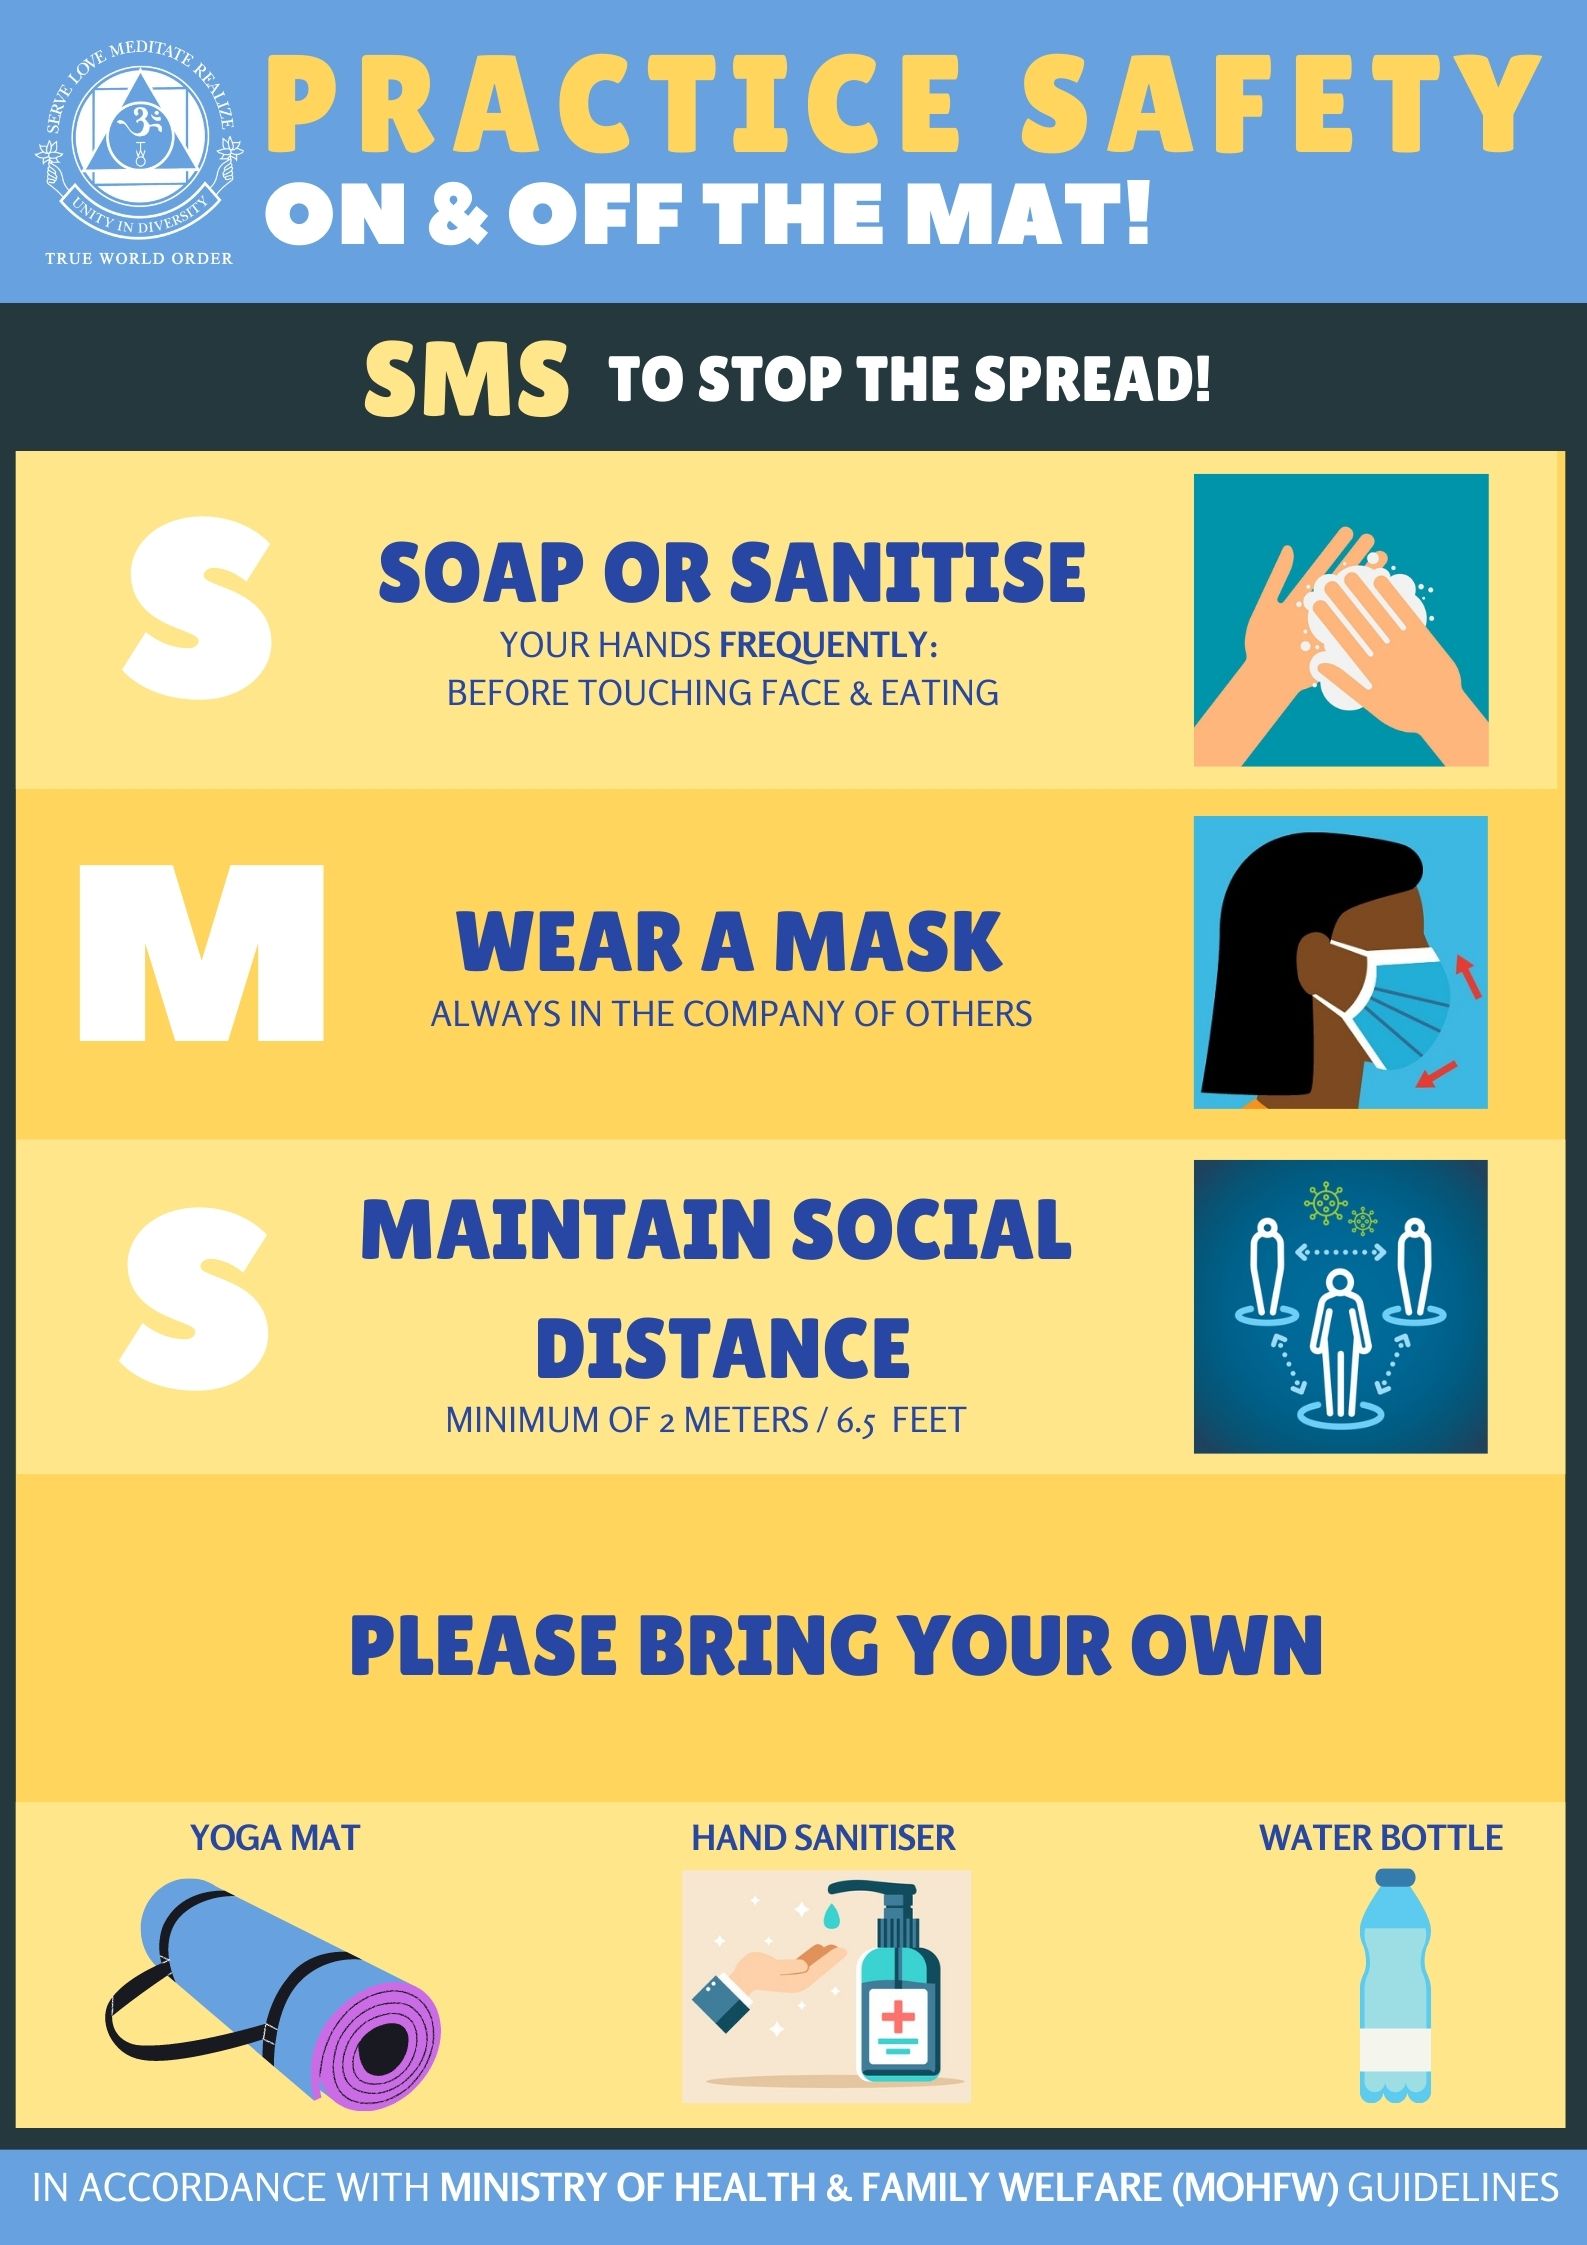 SERVE LOVE MEDITATE REALIZE
ॐ
TWO
UNITY IN DIVERSITY
TRUE WORLD ORDER
PRACTICE SAFETY
ON & OFF THE MAT!
SMS TO STOP THE SPREAD!
S
SOAP OR SANITISE
YOUR HANDS FREQUENTLY:
BEFORE TOUCHING FACE & EATING
M
WEAR A MASK
ALWAYS IN THE COMPANY OF OTHERS
S
MAINTAIN SOCIAL
DISTANCE
MINIMUM OF 2 METERS / 6.5 FEET
PLEASE BRING YOUR OWN
YOGA MAT
HAND SANITISER
WATER BOTTLE
IN ACCORDANCE WITH MINISTRY OF HEALTH & FAMILY WELFARE (MOHFW) GUIDELINES